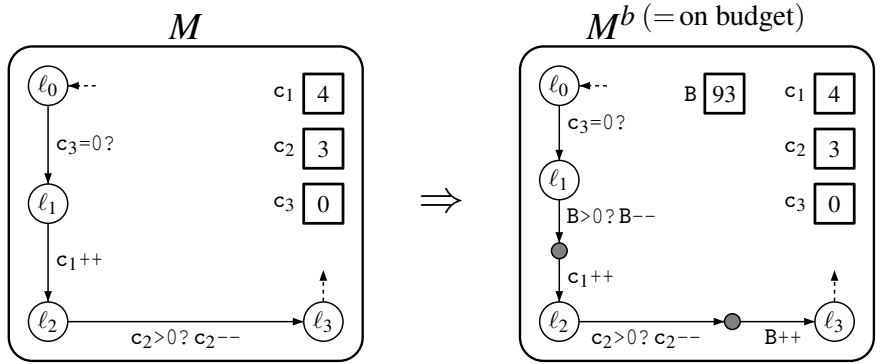 M
ℓ0
c1 4
c3=0?
c2 3
ℓ1
c3 0
c1++
ℓ2
c2>0? c2--
ℓ3
⇒
Mᵇ (= on budget)
ℓ0
B 93
c1 4
c3=0?
c2 3
ℓ1
c3 0
B>0? B--
c1++
ℓ2
c2>0? c2--
B++
ℓ3